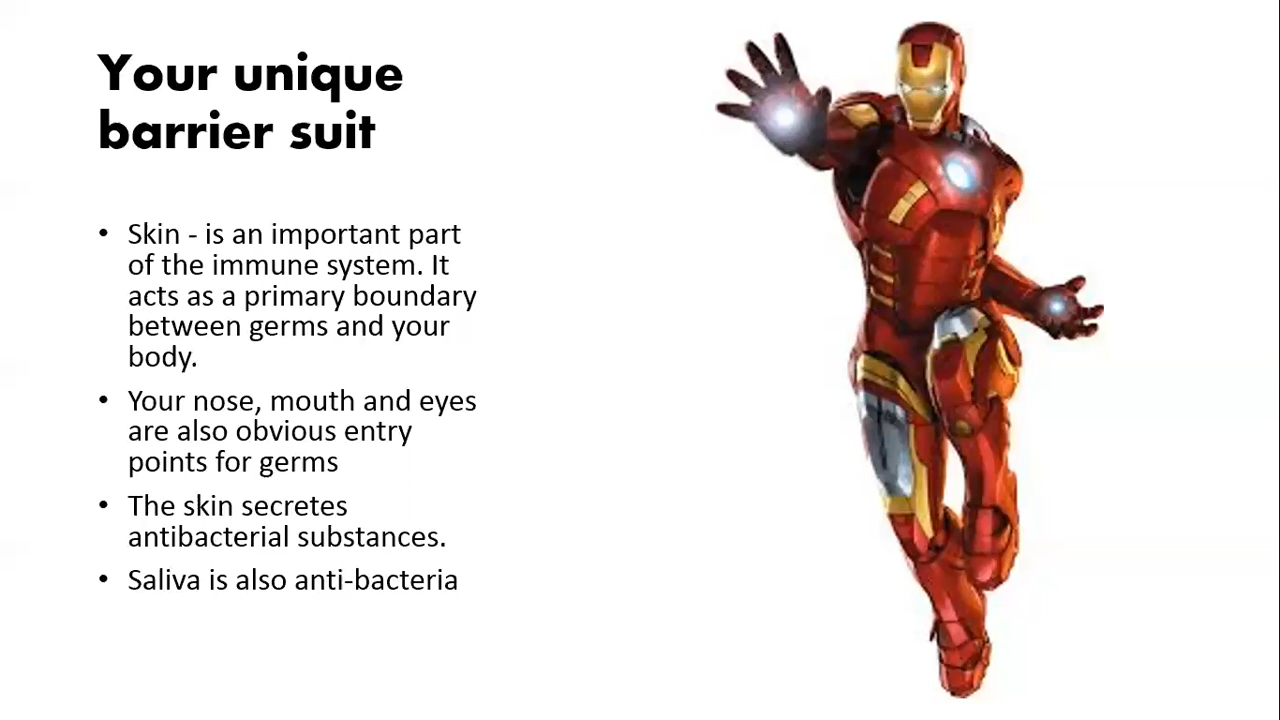 Your unique
barrier suit
• Skin - is an important part
of the immune system. It
acts as a primary boundary
between germs and your
body.
• Your nose, mouth and eyes
are also obvious entry
points for germs
• The skin secretes
antibacterial substances.
• Saliva is also anti-bacteria